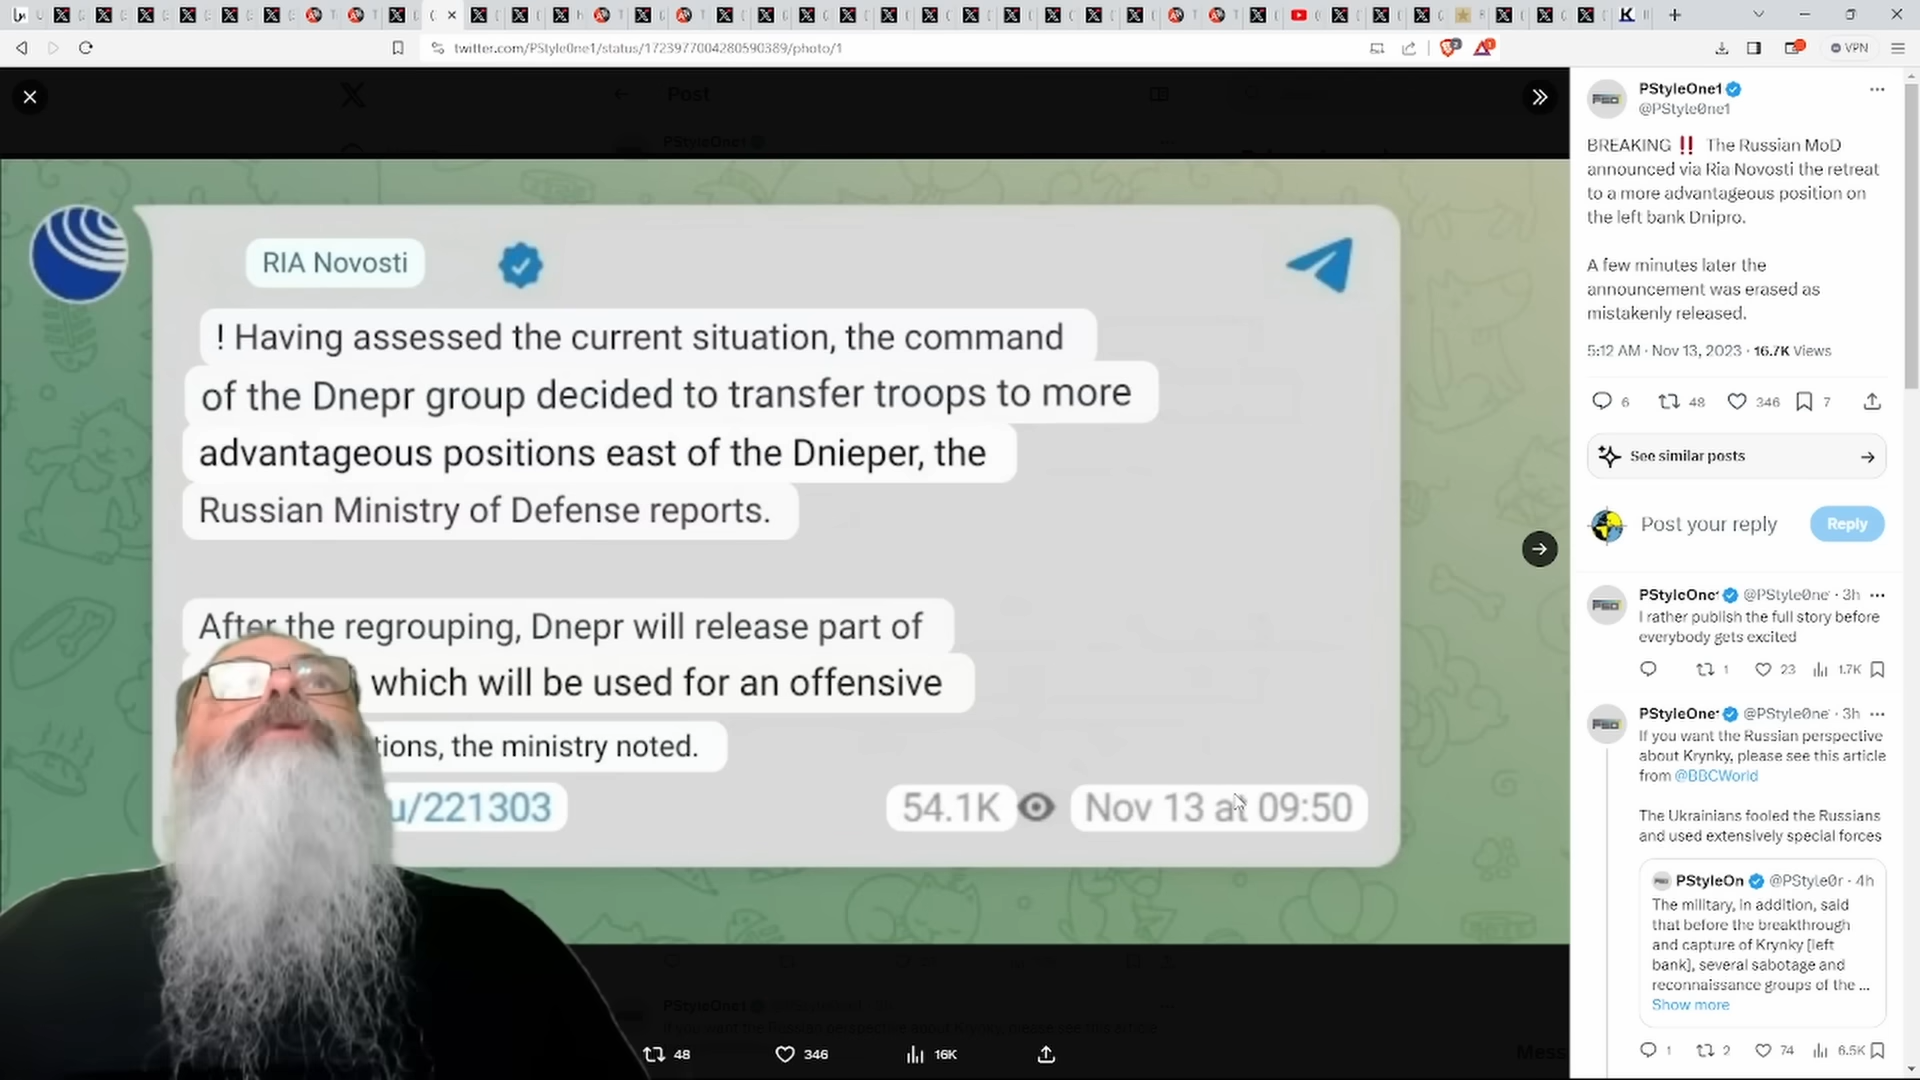 twitter.com/PStyle0ne1/status/1723977004280590389/photo/1
VPN
Post
PStyleOne1
RIA Novosti
! Having assessed the current situation, the command
of the Dnepr group decided to transfer troops to more
advantageous positions east of the Dnieper, the
Russian Ministry of Defense reports.
After the regrouping, Dnepr will release part of
which will be used for an offensive
tions, the ministry noted.
u/221303
54.1K
Nov 13 at 09:50
48
346
16K
PStyleOne1
@PStyle0ne1
BREAKING ‼ The Russian MoD
announced via Ria Novosti the retreat
to a more advantageous position on
the left bank Dnipro.
A few minutes later the
announcement was erased as
mistakenly released.
5:12 AM · Nov 13, 2023 · 16.7K Views
6
48
346
7
See similar posts
Post your reply
Reply
PStyleOne @PStyle0ne · 3h
I rather publish the full story before
everybody gets excited
1
23
1.7K
PStyleOne @PStyle0ne · 3h
If you want the Russian perspective
about Krynky, please see this article
from @BBCWorld
The Ukrainians fooled the Russians
and used extensively special forces
PStyleOn @PStyle0r · 4h
The military, in addition, said
that before the breakthrough
and capture of Krynky [left
bank], several sabotage and
reconnaissance groups of the ...
Show more
1
2
74
6.5K